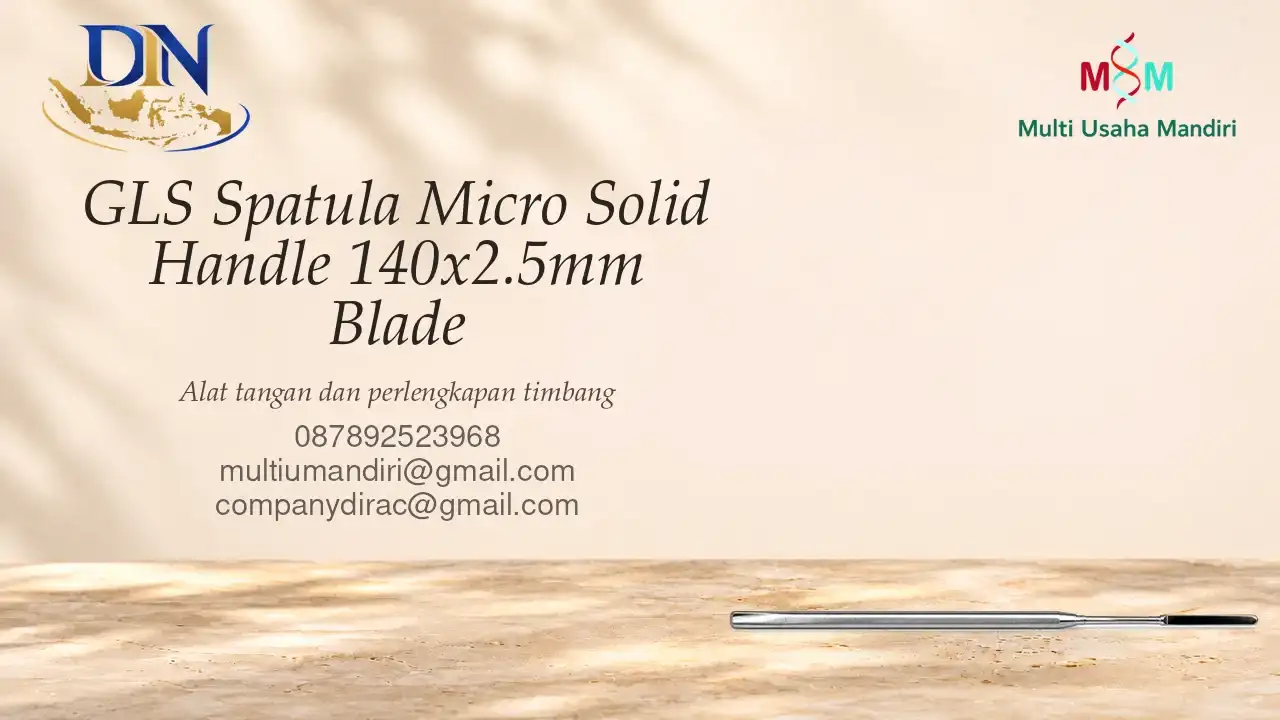 DN
MSM
Multi Usaha Mandiri
GLS Spatula Micro Solid
Handle 140x2.5mm
Blade
Alat tangan dan perlengkapan timbang
087892523968
multiumandiri@gmail.com
companydirac@gmail.com